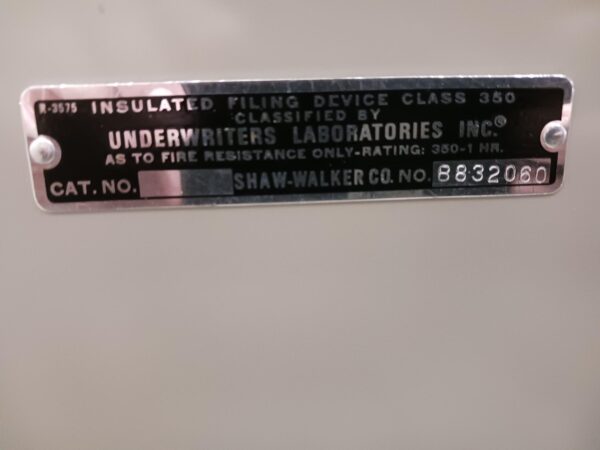 R-3575 INSULATED FILING DEVICE CLASS 350
CLASSIFIED BY
UNDERWRITERS LABORATORIES INC.®
AS TO FIRE RESISTANCE ONLY-RATING: 350-1 HR.
CAT. NO. SHAW-WALKER CO. NO. 8832060